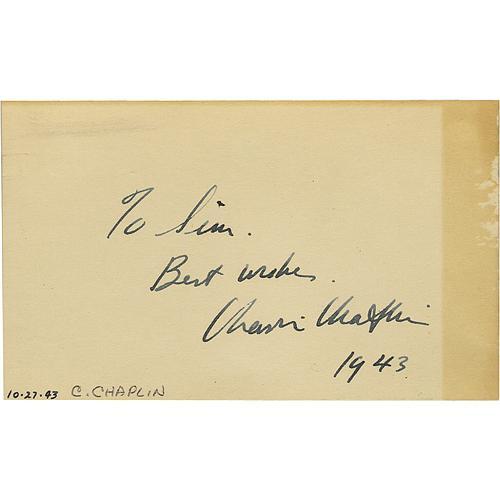 To Sim.
Best wishes.
Charlie Chaplin
1943
10-27-43 C. CHAPLIN